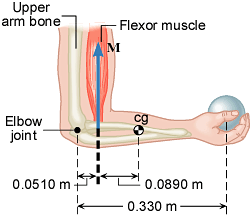 Upper
arm bone
Flexor muscle
M
cg
Elbow
joint
0.0510 m
0.0890 m
0.330 m